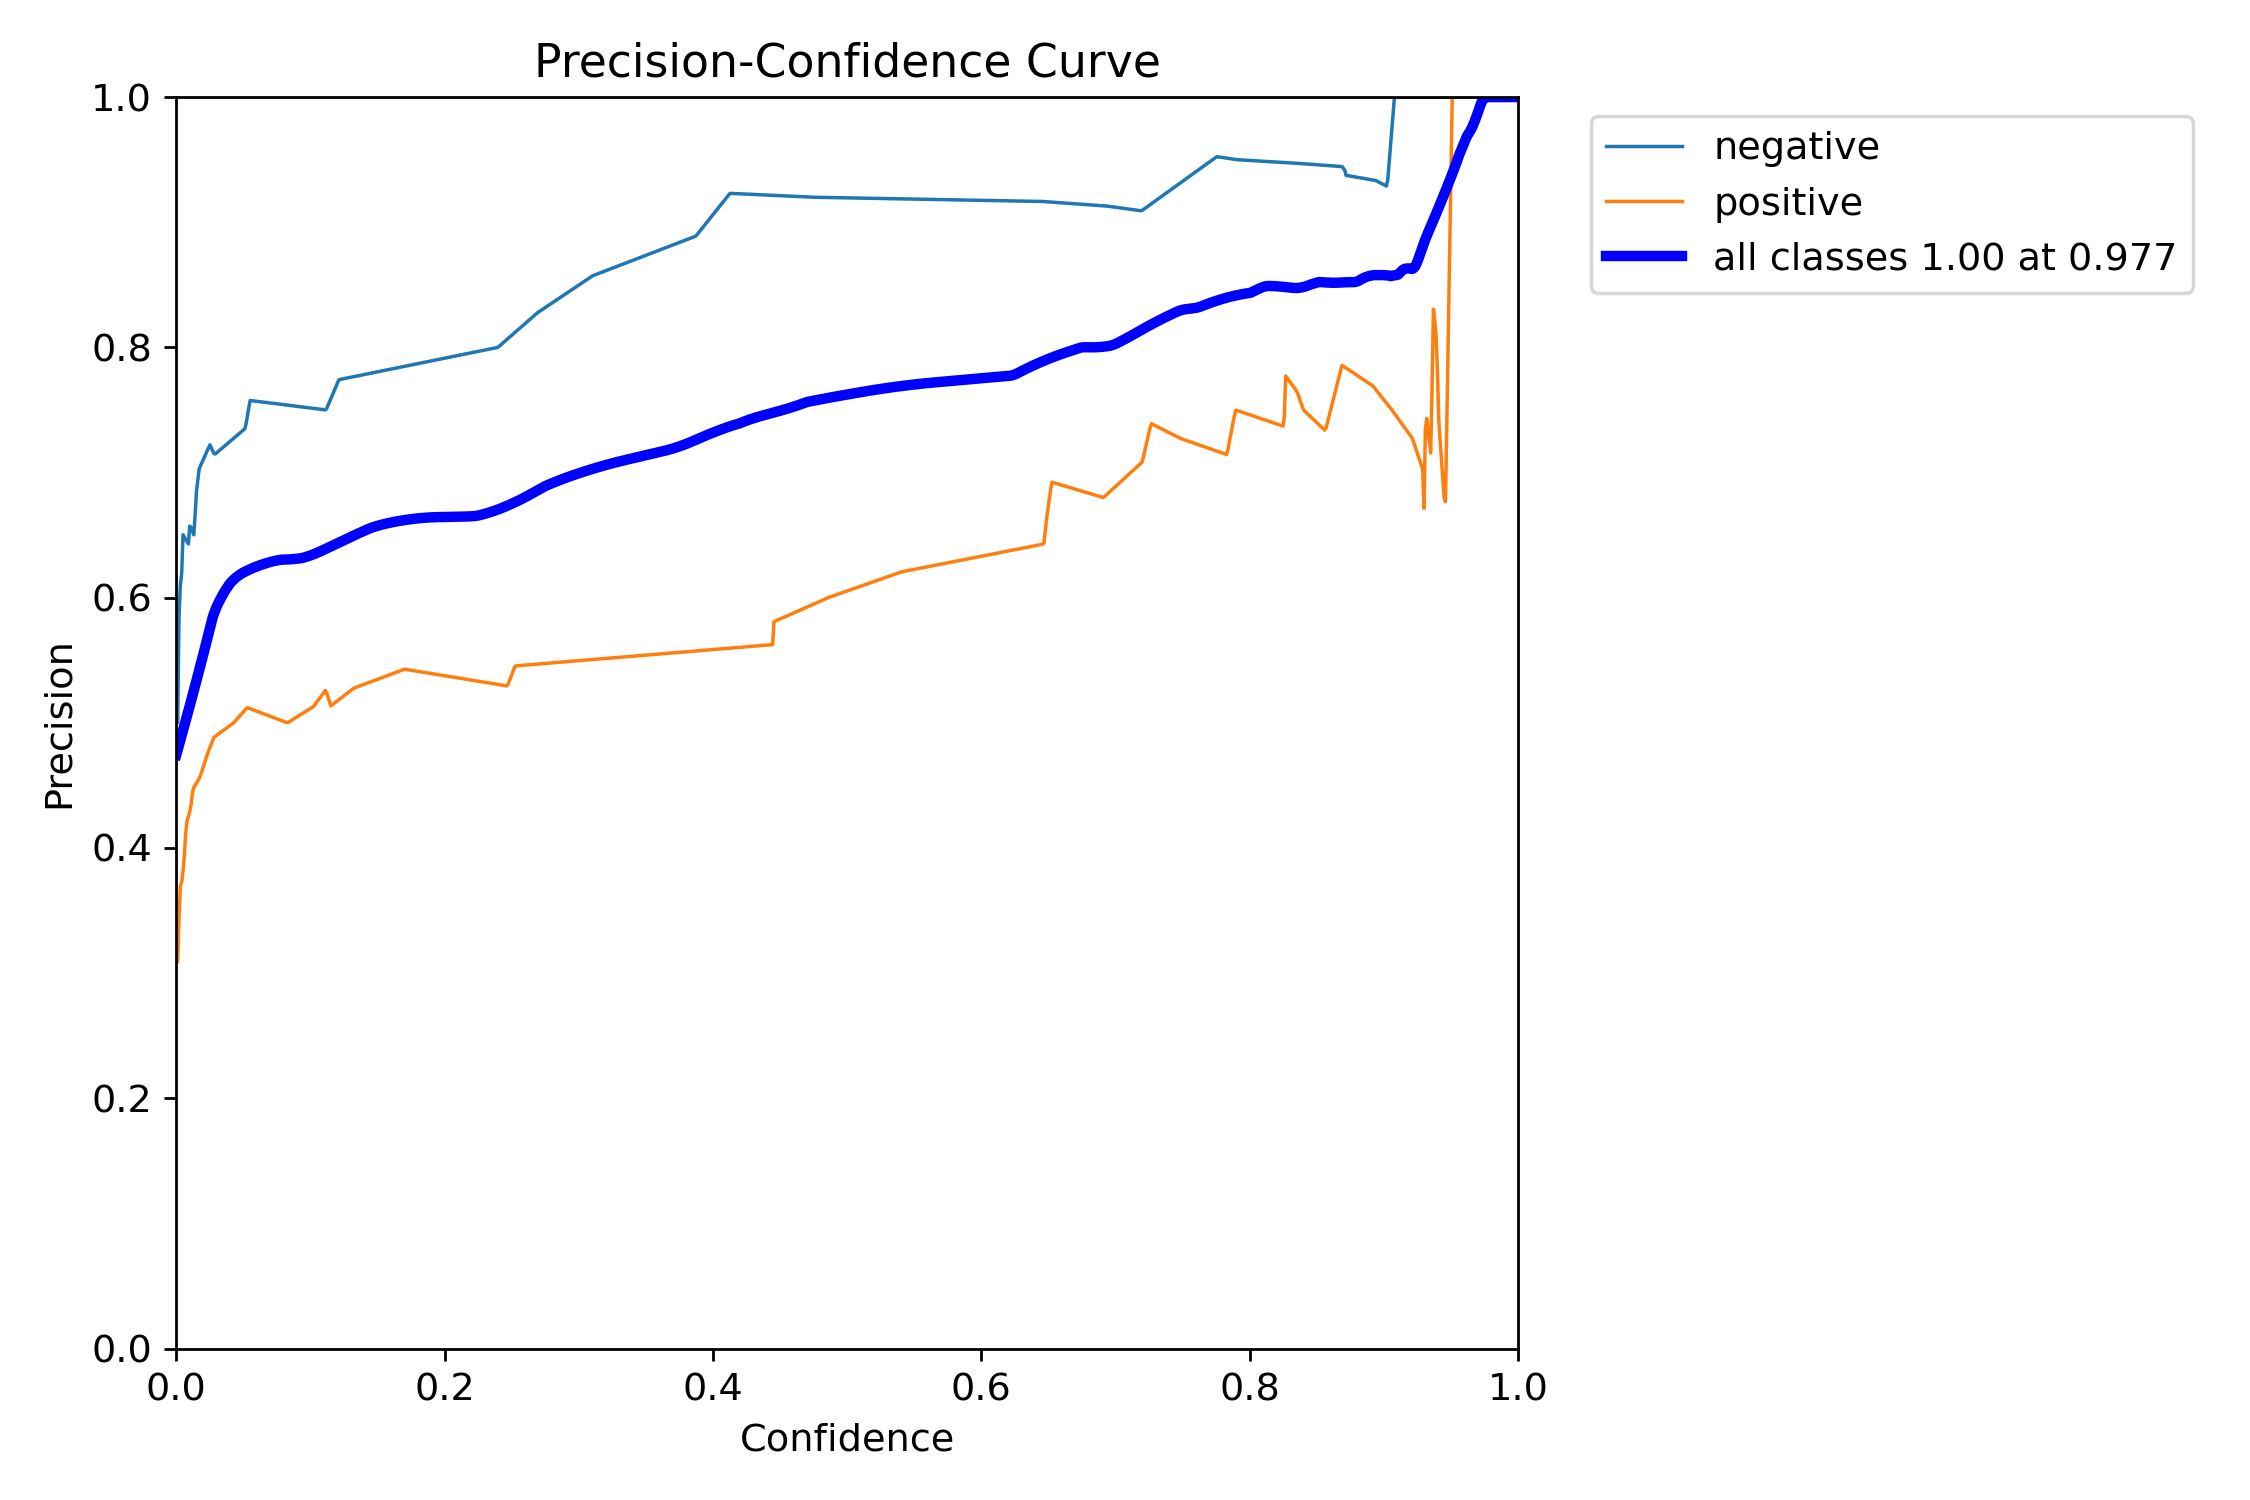 Precision-Confidence Curve
1.0
0.8
0.6
0.4
0.2
0.0
Precision
0.0 0.2 0.4 0.6 0.8 1.0
Confidence
negative
positive
all classes 1.00 at 0.977